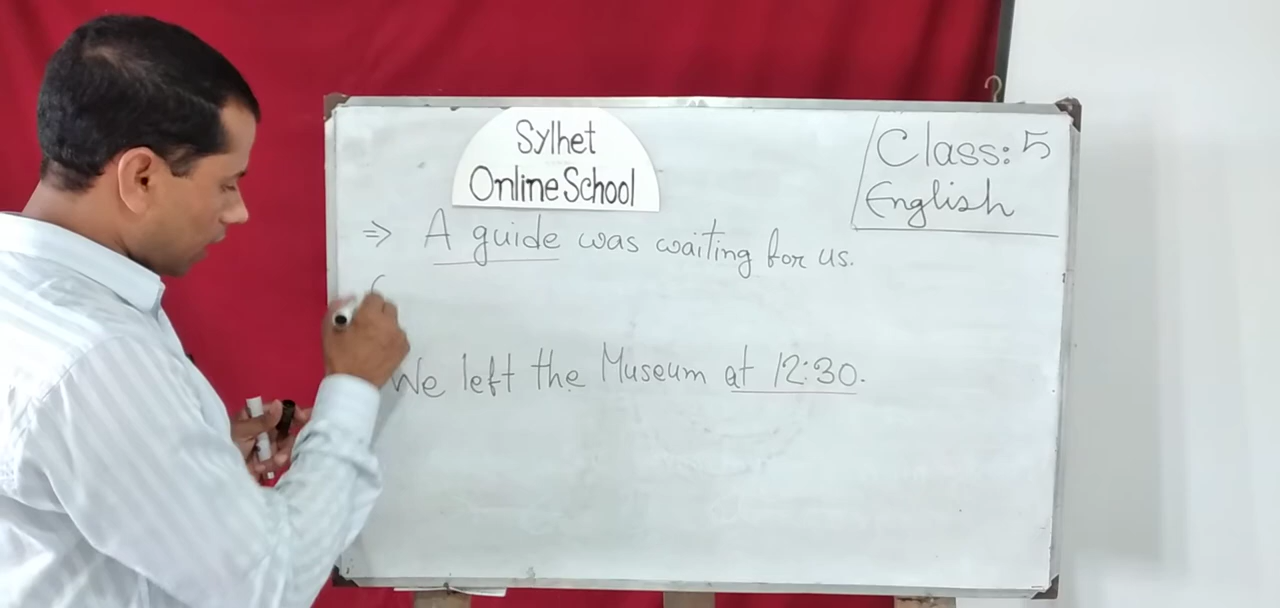 Sylhet
Online School
Class: 5
English
⇒ A guide was waiting for us.
We left the Museum at 12:30.